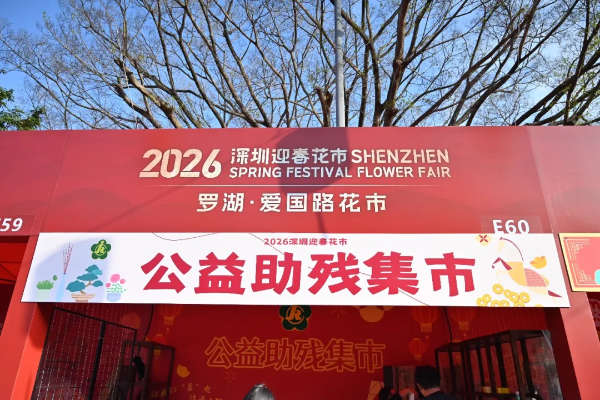 2026 深圳迎春花市 SHENZHEN
SPRING FESTIVAL FLOWER FAIR
罗湖·爱国路花市
E60
2026深圳迎春花市
公益助残集市
公益助残集市